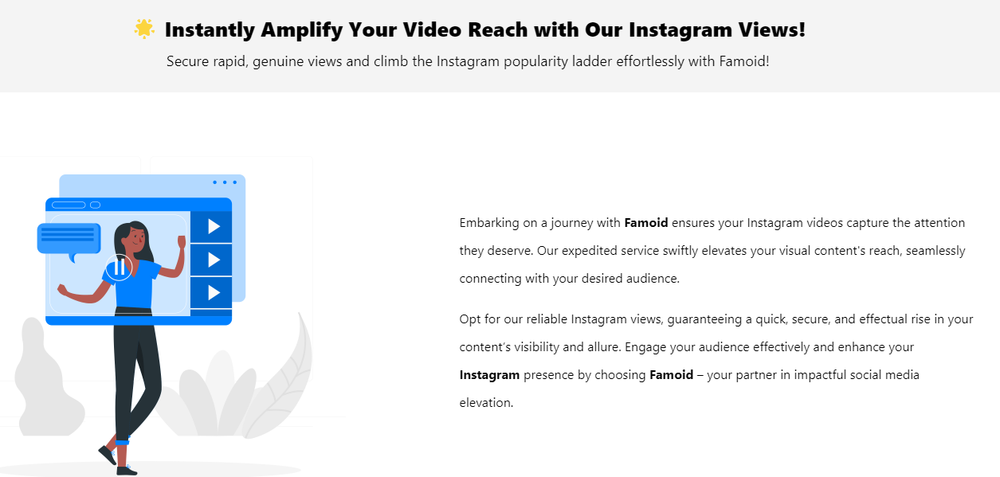 🌟 Instantly Amplify Your Video Reach with Our Instagram Views!
Secure rapid, genuine views and climb the Instagram popularity ladder effortlessly with Famoid!
Embarking on a journey with Famoid ensures your Instagram videos capture the attention
they deserve. Our expedited service swiftly elevates your visual content's reach, seamlessly
connecting with your desired audience.
Opt for our reliable Instagram views, guaranteeing a quick, secure, and effectual rise in your
content’s visibility and allure. Engage your audience effectively and enhance your
Instagram presence by choosing Famoid – your partner in impactful social media
elevation.